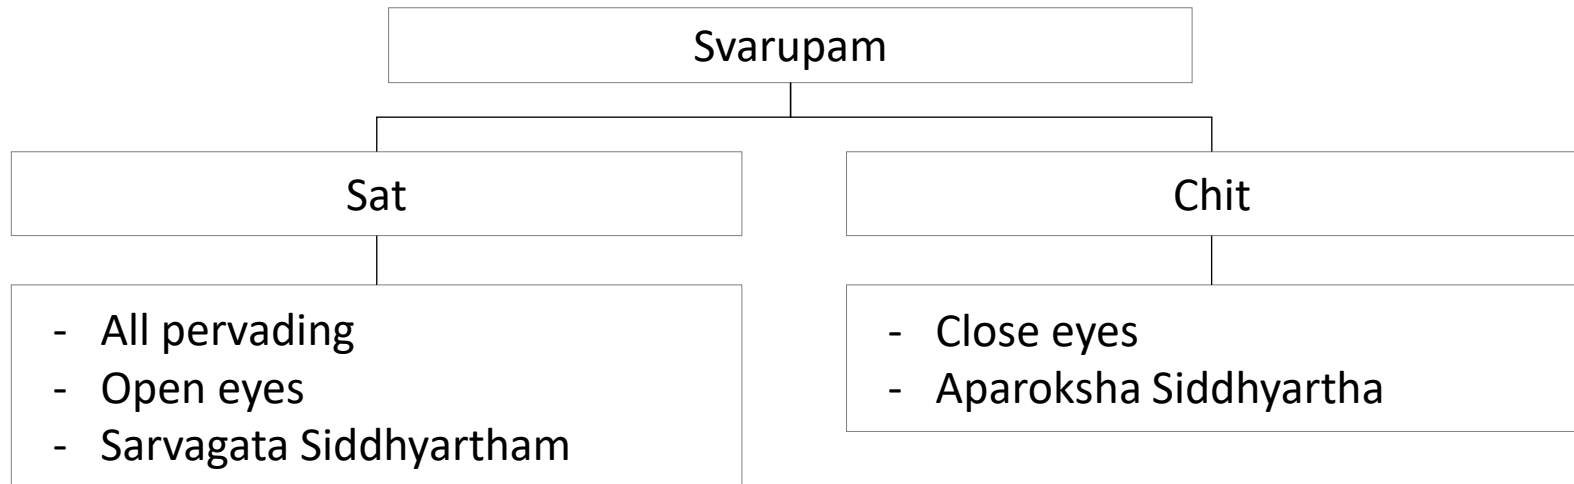 Svarupam
Sat
Chit
- All pervading
- Open eyes
- Sarvagata Siddhyartham
- Close eyes
- Aparoksha Siddhyartha